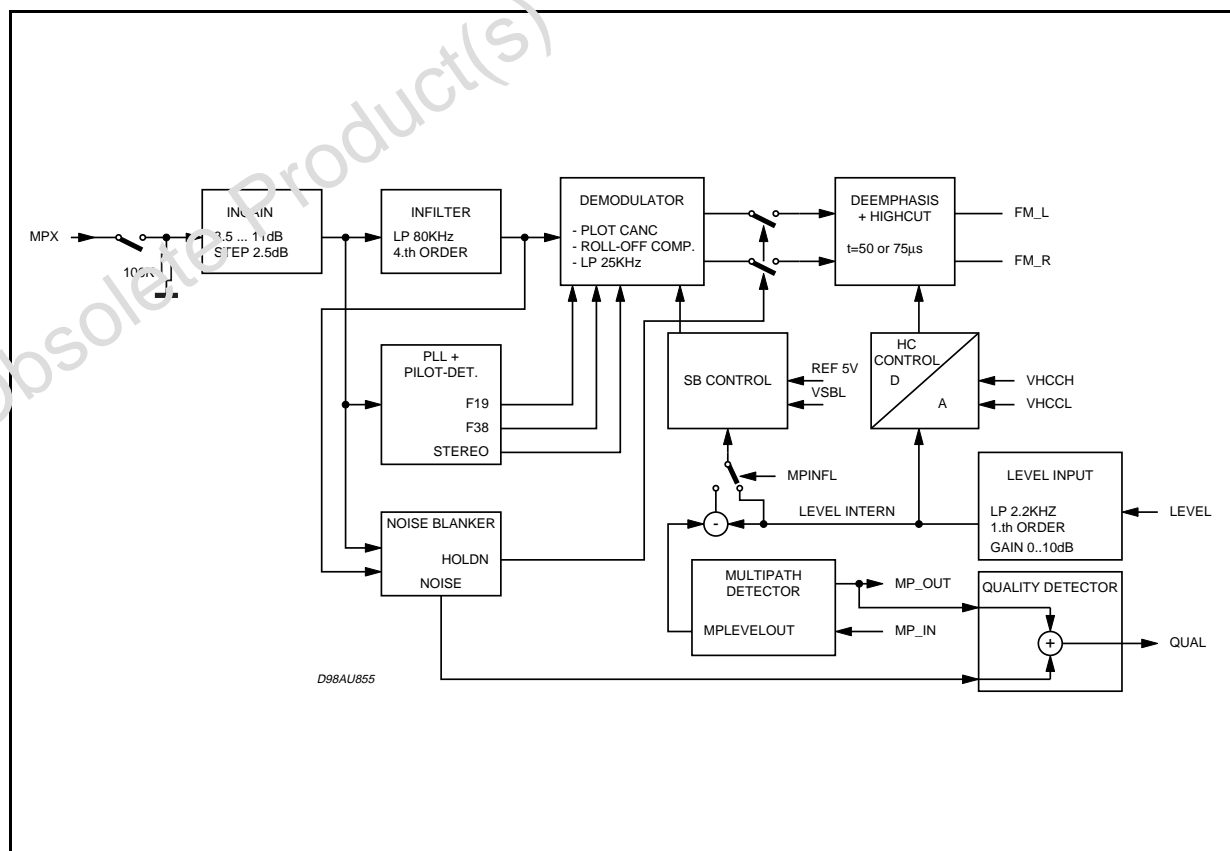 Obsolete Product(s)
MPX
100K
INGAIN
3.5 ... 11dB
STEP 2.5dB
INFILTER
LP 80KHz
4.th ORDER
DEMODULATOR
- PLOT CANC
- ROLL-OFF COMP.
- LP 25KHz
DEEMPHASIS
+ HIGHCUT
t=50 or 75µs
FM_L
FM_R
PLL +
PILOT-DET.
F19
F38
STEREO
SB CONTROL
REF 5V
VSBL
HC
CONTROL
D
A
VHCCH
VHCCL
MPINFL
LEVEL INTERN
-
LEVEL INPUT
LP 2.2KHZ
1.th ORDER
GAIN 0..10dB
LEVEL
NOISE BLANKER
HOLDN
NOISE
MULTIPATH
DETECTOR
MPLEVELOUT
MP_OUT
MP_IN
QUALITY DETECTOR
+
QUAL
D98AU855